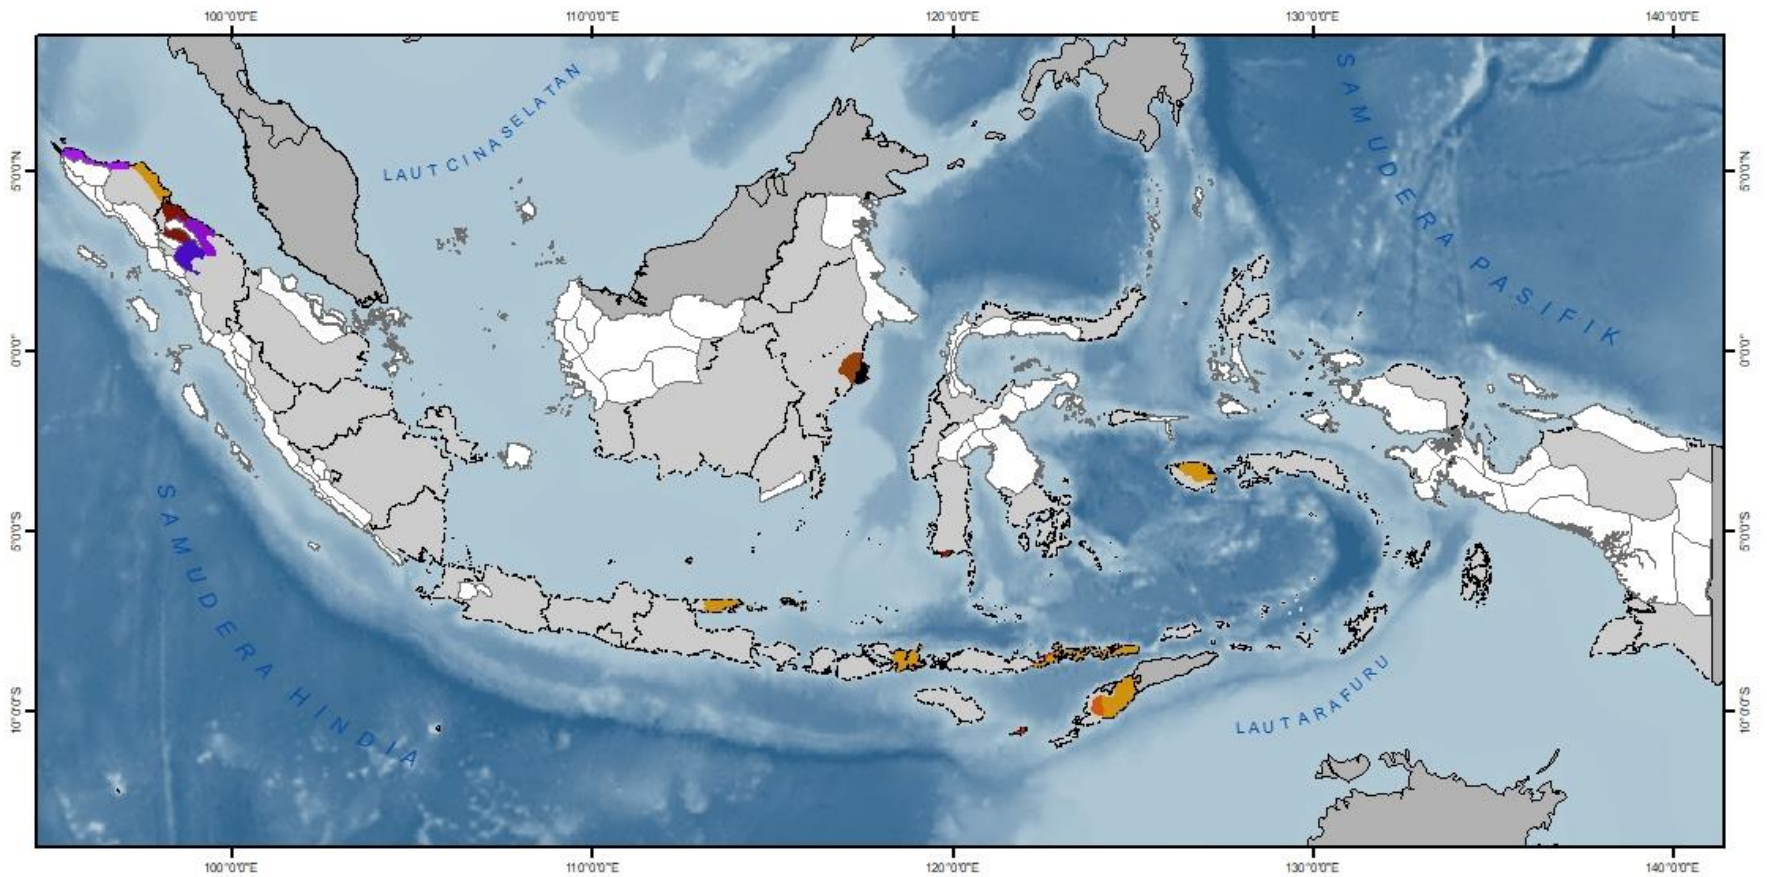 100°0'0"E 110°0'0"E 120°0'0"E 130°0'0"E 140°0'0"E
LAUT CINA SELATAN
SAMUDERA PASIFIK
5°0'0"N
5°0'0"N
0°0'0"
0°0'0"
5°0'0"S
5°0'0"S
SAMUDERA HINDIA
10°0'0"S
10°0'0"S
LAUT ARAFURU
100°0'0"E 110°0'0"E 120°0'0"E 130°0'0"E 140°0'0"E